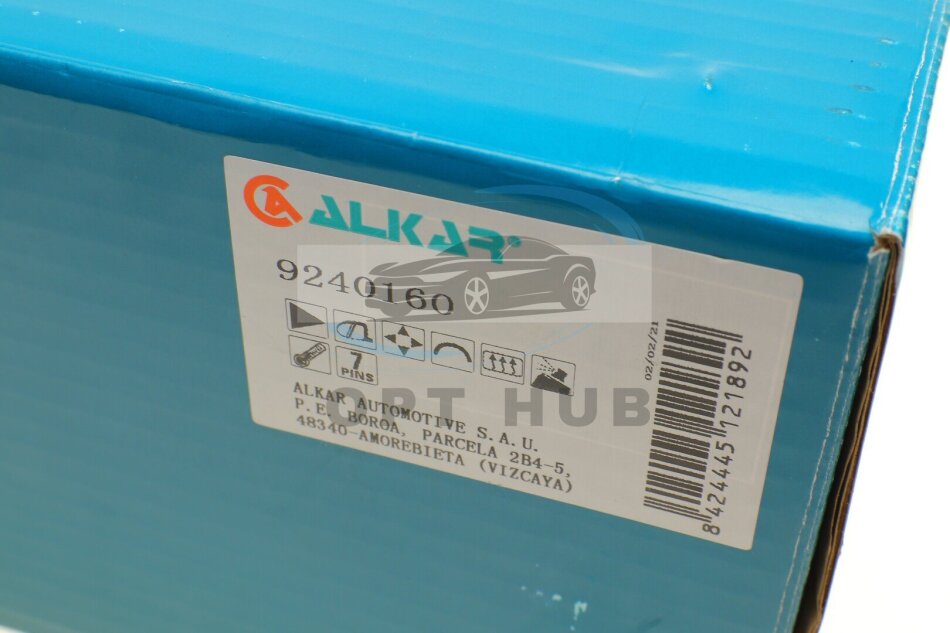 ALKAR
9240160
7
PINS
ALKAR AUTOMOTIVE S.A.U.
P.E. BOROA, PARCELA 2B4-5,
48340-AMOREBIETA (VIZCAYA)
OPT HUB
02/02/21
8424445121892